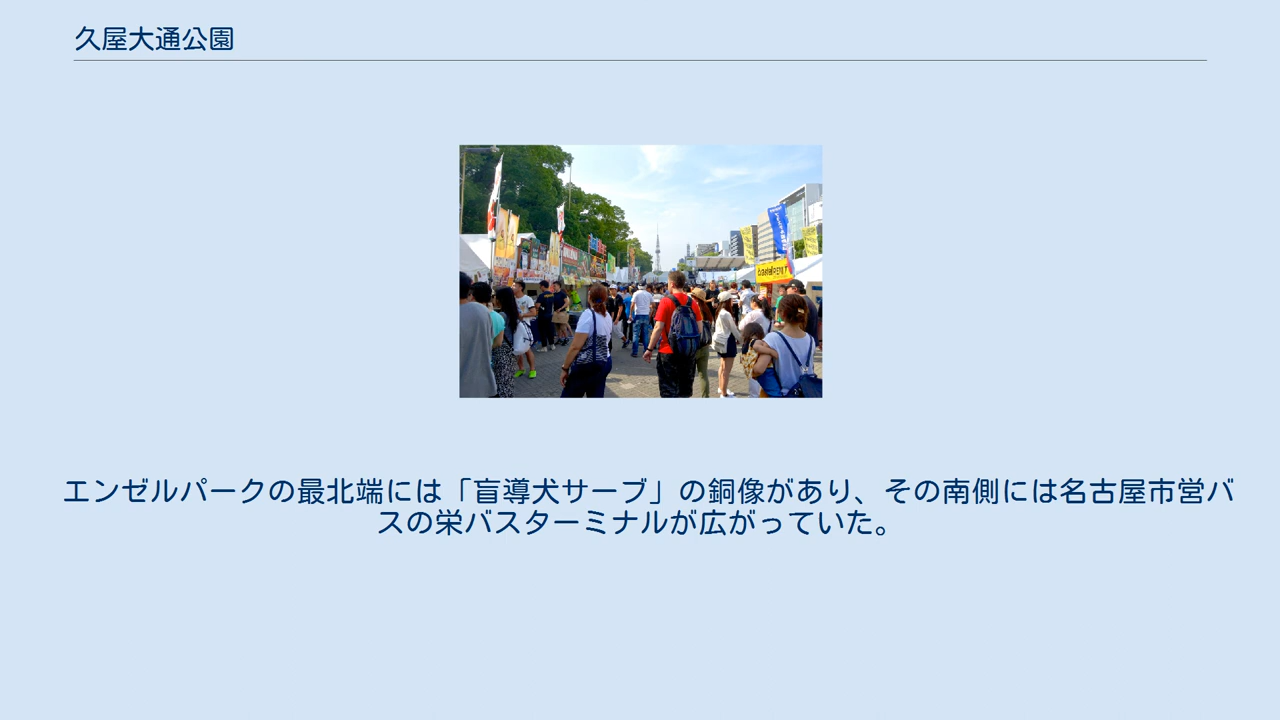 久屋大通公園
エンゼルパークの最北端には「盲導犬サーブ」の銅像があり、その南側には名古屋市営バ
スの栄バスターミナルが広がっていた。